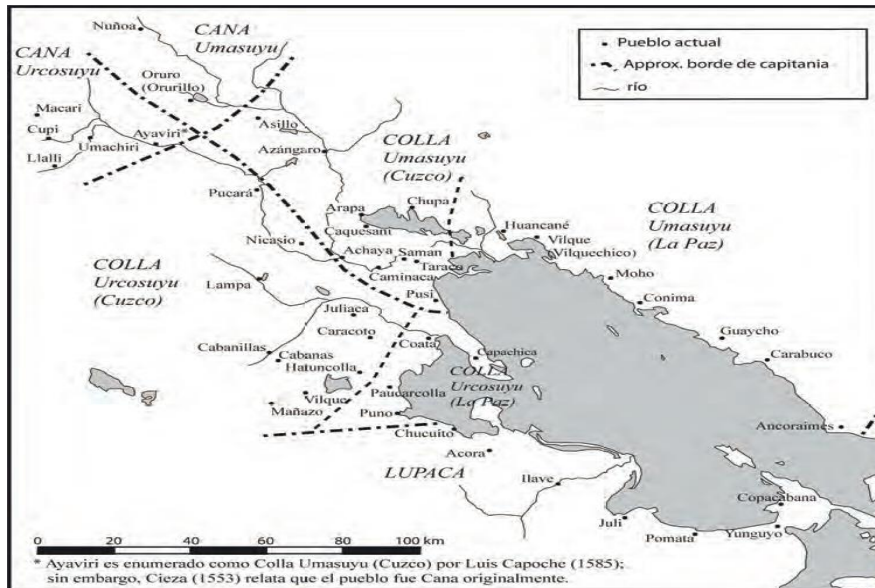 Nuñoa
CANA
Umasuyu
CANA
Urcosuyu
Oruro
(Orurillo)
Macari
Cupi
Llalli
Umachiri
Ayaviri*
Asillo
Azángaro
Pucará
COLLA
Umasuyu
(Cuzco)
Arapa
Chupa
Caquesant
Huancané
Vilque
(Vilquechico)
COLLA
Umasuyu
(La Paz)
Nicasio
Achaya
Saman
Taraco
Caminaca
Moho
Conima
COLLA
Urcosuyu
(Cuzco)
Lampa
Pusi
Juliaca
Caracoto
Coata
Capachica
Guaycho
Carabuco
Cabanillas
Cabanas
Hatuncolla
COLLA
Urcosuyu
(La Paz)
Vilque
Mañazo
Paucarcolla
Puno
Chucuito
Ancoraimes
Acora
LUPACA
Ilave
Copacabana
Juli
Pomata
Yunguyo
Pueblo actual
Approx. borde de capitania
río
0 20 40 60 80 100 km
* Ayaviri es enumerado como Colla Umasuyu (Cuzco) por Luis Capoche (1585);
sin embargo, Cieza (1553) relata que el pueblo fue Cana originalmente.